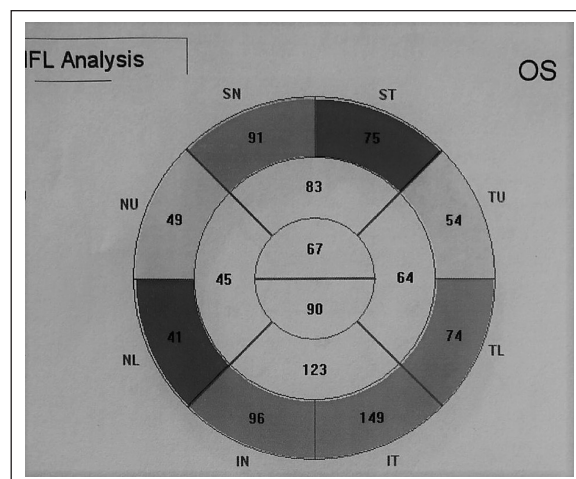 IFL Analysis
OS
SN ST
91 75
83
NU TU
49 54
67
45 64
90
41 74
NL TL
123
96 149
IN IT